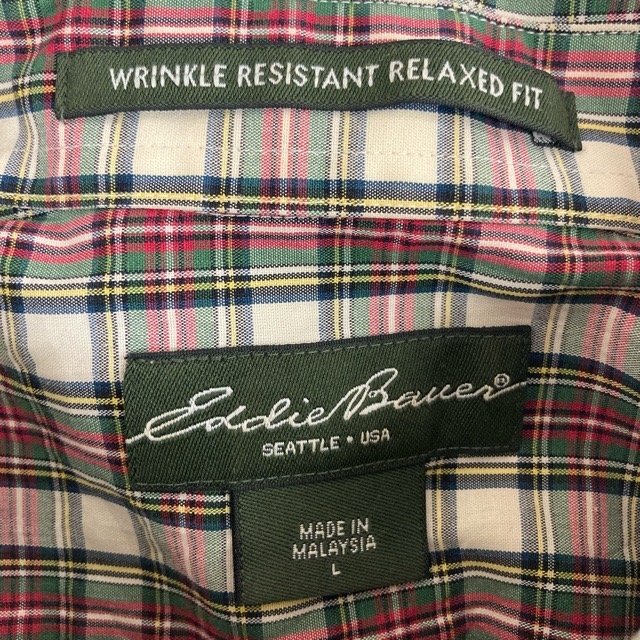 WRINKLE RESISTANT RELAXED FIT
Eddie Bauer®
SEATTLE • USA
MADE IN
MALAYSIA
L